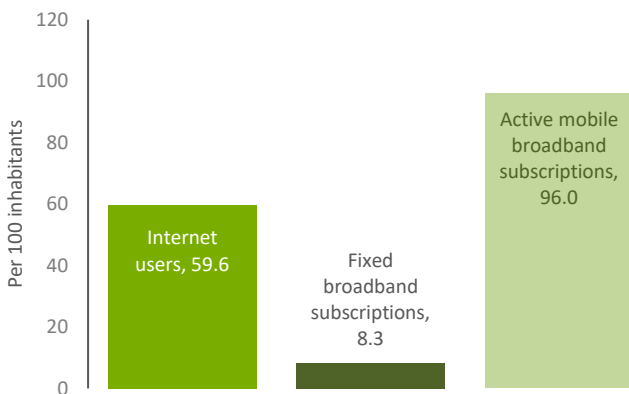 120
100
80
60
40
20
0
Per 100 inhabitants
Internet
users, 59.6
Fixed
broadband
subscriptions,
8.3
Active mobile
broadband
subscriptions,
96.0